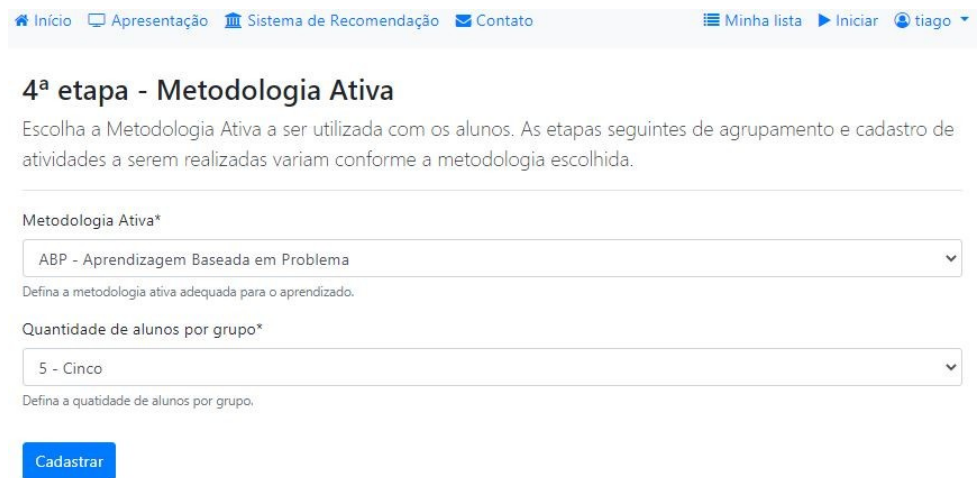 Início Apresentação Sistema de Recomendação Contato Minha lista Iniciar tiago
4ª etapa - Metodologia Ativa
Escolha a Metodologia Ativa a ser utilizada com os alunos. As etapas seguintes de agrupamento e cadastro de
atividades a serem realizadas variam conforme a metodologia escolhida.
Metodologia Ativa*
ABP - Aprendizagem Baseada em Problema
Defina a metodologia ativa adequada para o aprendizado.
Quantidade de alunos por grupo*
5 - Cinco
Defina a quatidade de alunos por grupo.
Cadastrar